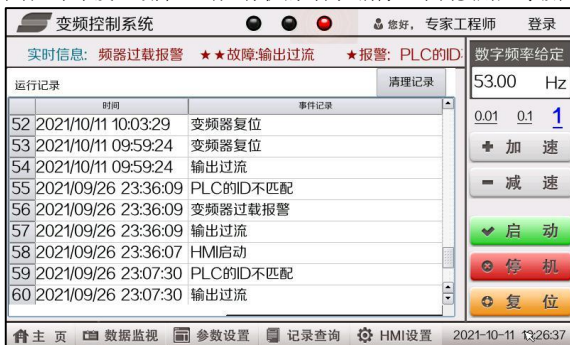 变频控制系统 您好，专家工程师 登录
实时信息: 频器过载报警 ★★故障:输出过流 ★报警: PLC的ID
数字频率给定
运行记录 清理记录
53.00 Hz
时间 事件记录
0.01 0.1 1
52 2021/10/11 10:03:29 变频器复位
53 2021/10/11 09:59:24 变频器复位
54 2021/10/11 09:59:24 输出过流
55 2021/09/26 23:36:09 PLC的ID不匹配
56 2021/09/26 23:36:09 变频器过载报警
57 2021/09/26 23:36:09 输出过流
58 2021/09/26 23:36:07 HMI启动
59 2021/09/26 23:07:30 PLC的ID不匹配
60 2021/09/26 23:07:30 输出过流
加 速
减 速
启 动
停 机
复 位
主 页 数据监视 参数设置 记录查询 HMI设置 2021-10-11 13:26:37